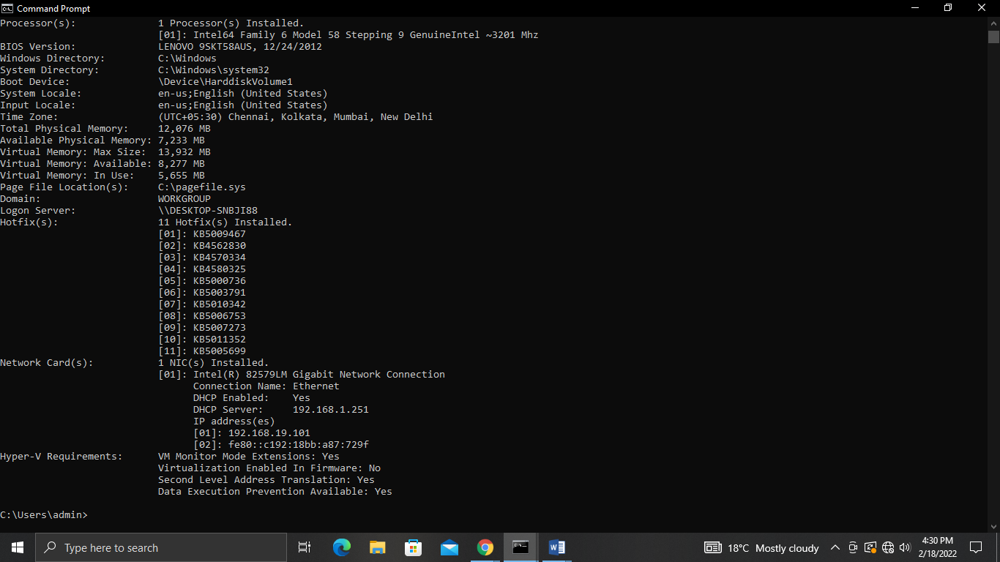 Command Prompt
Processor(s): 1 Processor(s) Installed.
[01]: Intel64 Family 6 Model 58 Stepping 9 GenuineIntel ~3201 Mhz
BIOS Version: LENOVO 9SKT58AUS, 12/24/2012
Windows Directory: C:\Windows
System Directory: C:\Windows\system32
Boot Device: \Device\HarddiskVolume1
System Locale: en-us;English (United States)
Input Locale: en-us;English (United States)
Time Zone: (UTC+05:30) Chennai, Kolkata, Mumbai, New Delhi
Total Physical Memory: 12,076 MB
Available Physical Memory: 7,233 MB
Virtual Memory: Max Size: 13,932 MB
Virtual Memory: Available: 8,277 MB
Virtual Memory: In Use: 5,655 MB
Page File Location(s): C:\pagefile.sys
Domain: WORKGROUP
Logon Server: \\DESKTOP-SNBJI88
Hotfix(s): 11 Hotfix(s) Installed.
[01]: KB5009467
[02]: KB4562830
[03]: KB4570334
[04]: KB4580325
[05]: KB5000736
[06]: KB5003791
[07]: KB5010342
[08]: KB5006753
[09]: KB5007273
[10]: KB5011352
[11]: KB5005699
Network Card(s): 1 NIC(s) Installed.
[01]: Intel(R) 82579LM Gigabit Network Connection
Connection Name: Ethernet
DHCP Enabled: Yes
DHCP Server: 192.168.1.251
IP address(es)
[01]: 192.168.19.101
[02]: fe80::c192:18bb:a87:729f
Hyper-V Requirements: VM Monitor Mode Extensions: Yes
Virtualization Enabled In Firmware: No
Second Level Address Translation: Yes
Data Execution Prevention Available: Yes
C:\Users\admin>
Type here to search
18°C Mostly cloudy
4:30 PM
2/18/2022